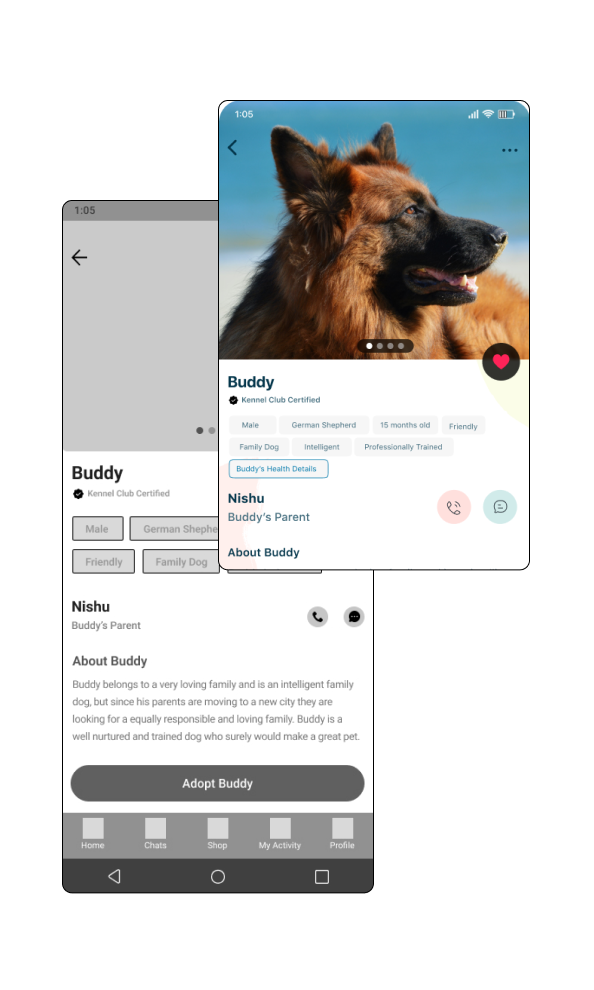 1:05
Buddy
Kennel Club Certified
Male German Shepherd 15 months old Friendly
Family Dog Intelligent Professionally Trained
Buddy's Health Details
Nishu
Buddy's Parent
About Buddy
1:05
Buddy
Kennel Club Certified
Male German Shephe
Friendly Family Dog
Nishu
Buddy's Parent
About Buddy
Buddy belongs to a very loving family and is an intelligent family
dog, but since his parents are moving to a new city they are
looking for a equally responsible and loving family. Buddy is a
well nurtured and trained dog who surely would make a great pet.
Adopt Buddy
Home Chats Shop My Activity Profile